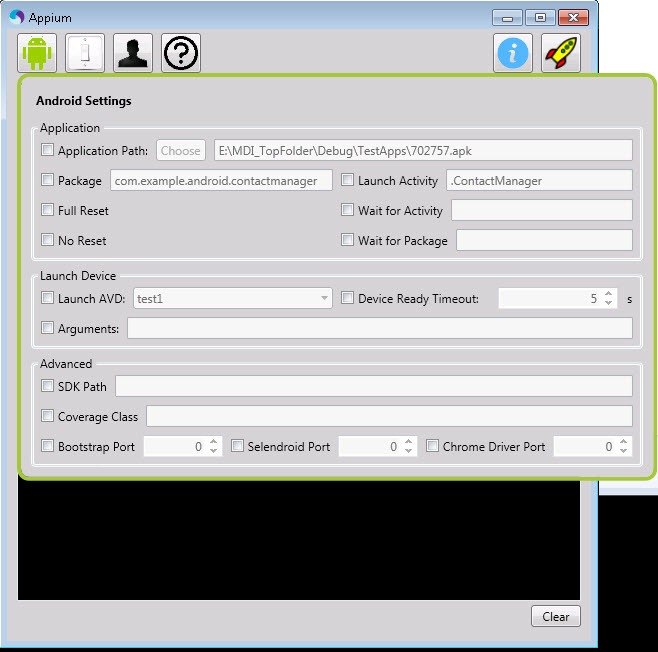 Appium
Android Settings
Application
Application Path: Choose E:\MDI_TopFolder\Debug\TestApps\702757.apk
Package com.example.android.contactmanager Launch Activity .ContactManager
Full Reset Wait for Activity
No Reset Wait for Package
Launch Device
Launch AVD: test1 Device Ready Timeout: 5 s
Arguments:
Advanced
SDK Path
Coverage Class
Bootstrap Port 0 Selendroid Port 0 Chrome Driver Port 0
Clear